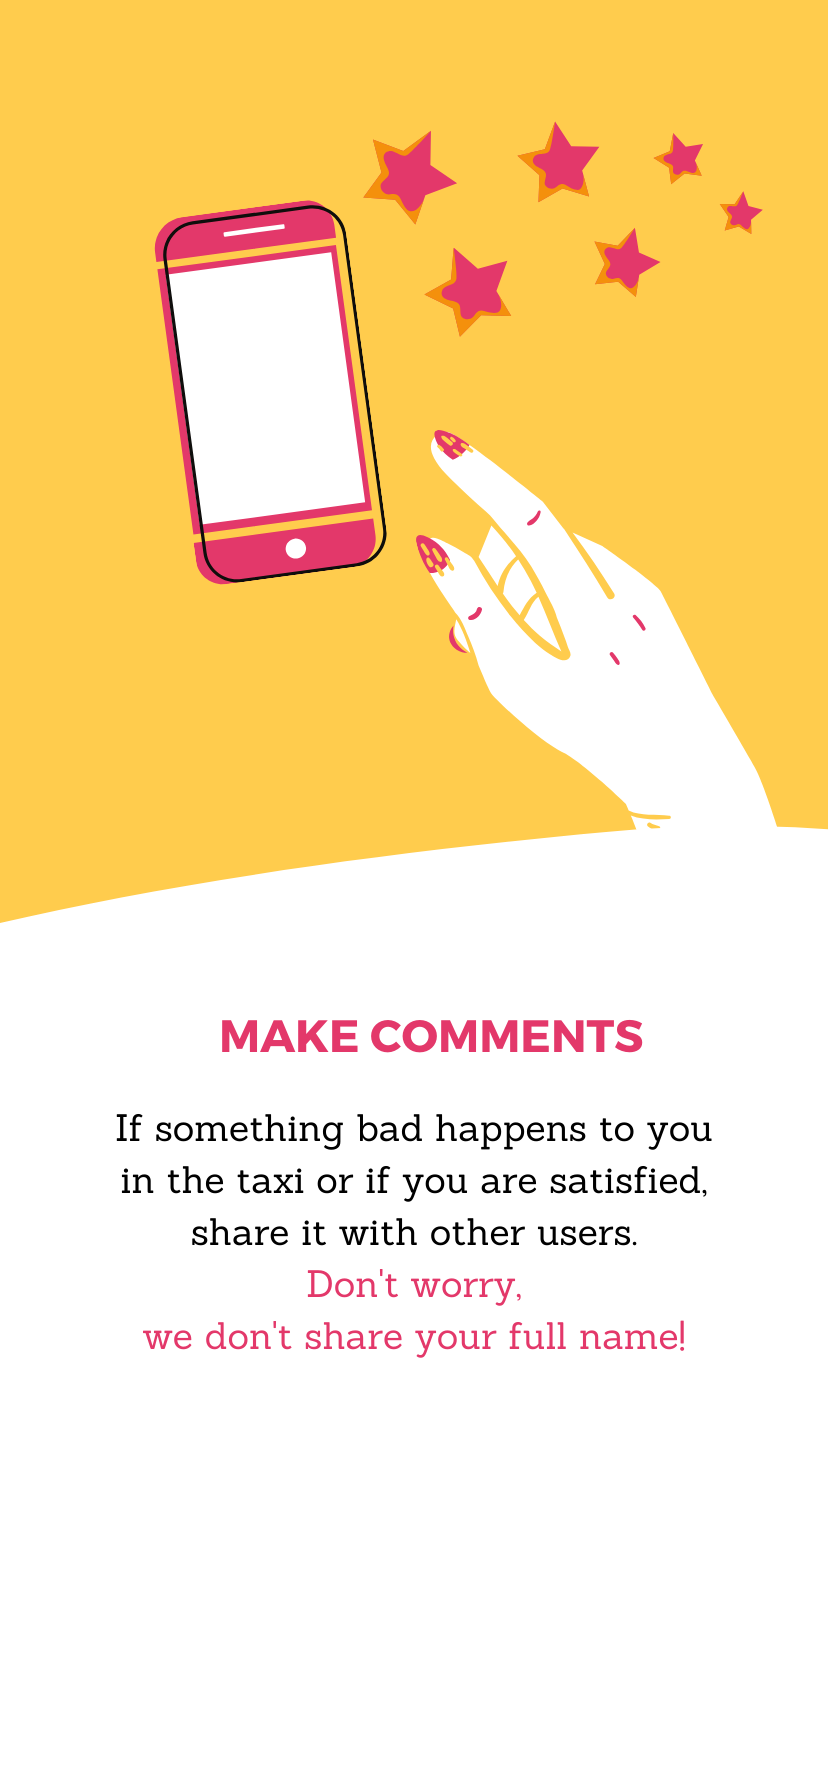 MAKE COMMENTS
If something bad happens to you
in the taxi or if you are satisfied,
share it with other users.
Don't worry,
we don't share your full name!